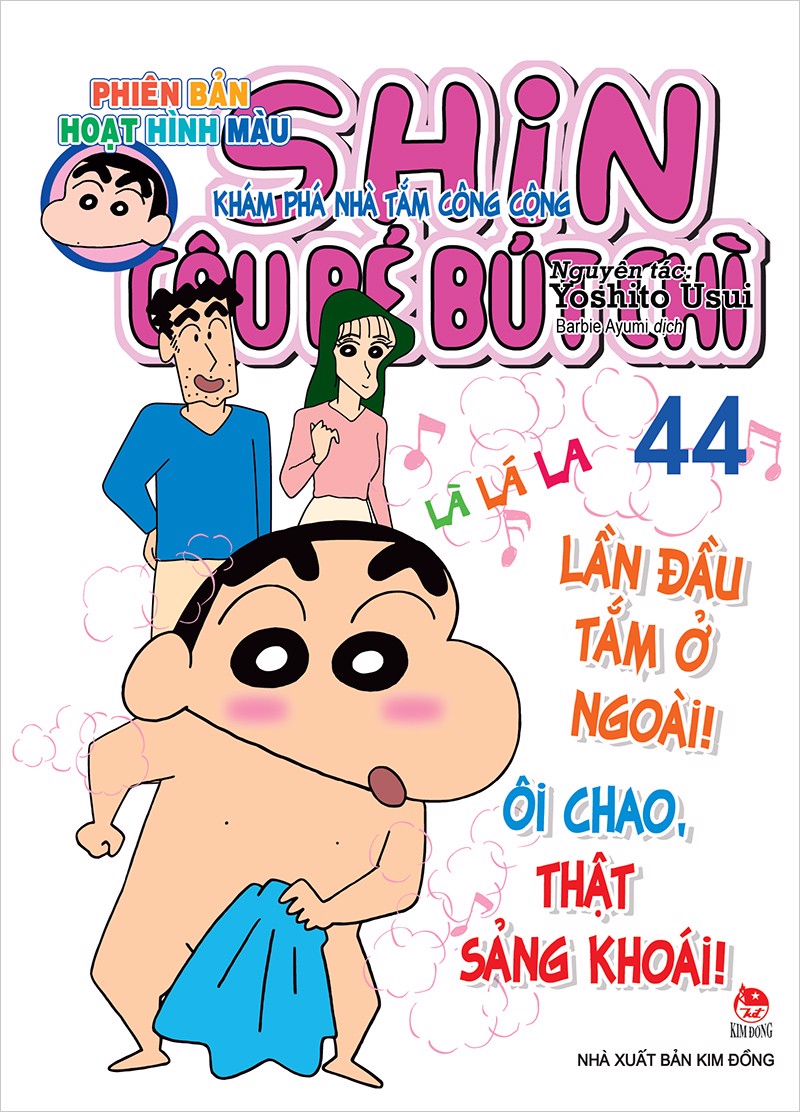 PHIÊN BẢN
HOẠT HÌNH MÀU
SHiN
KHÁM PHÁ NHÀ TẮM CÔNG CỘNG
CẬU BÉ BÚT CHÌ
Nguyên tác:
Yoshito Usui
Barbie Ayumi dịch
44
LÀ LÁ LA
LẦN ĐẦU
TẮM Ở
NGOÀi!
Ôi CHAO,
THẬT
SẢNG KHOÁi!
KIM ĐỒNG
NHÀ XUẤT BẢN KIM ĐỒNG